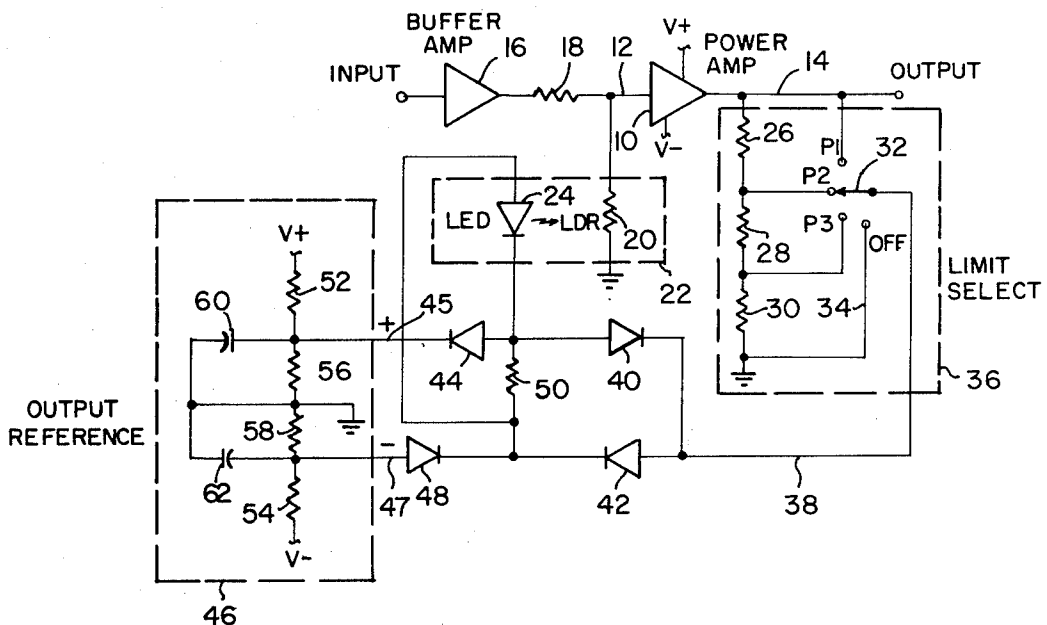 BUFFER
AMP
16
18
12
V+
POWER
AMP
14
INPUT
OUTPUT
10
V-
26
P1
32
P2
24
LED
LDR
20
P3
28
OFF
LIMIT
SELECT
22
V+
52
60
45
+
30
34
36
44
40
56
50
OUTPUT
REFERENCE
58
-
62
54
47
48
42
38
V-
46